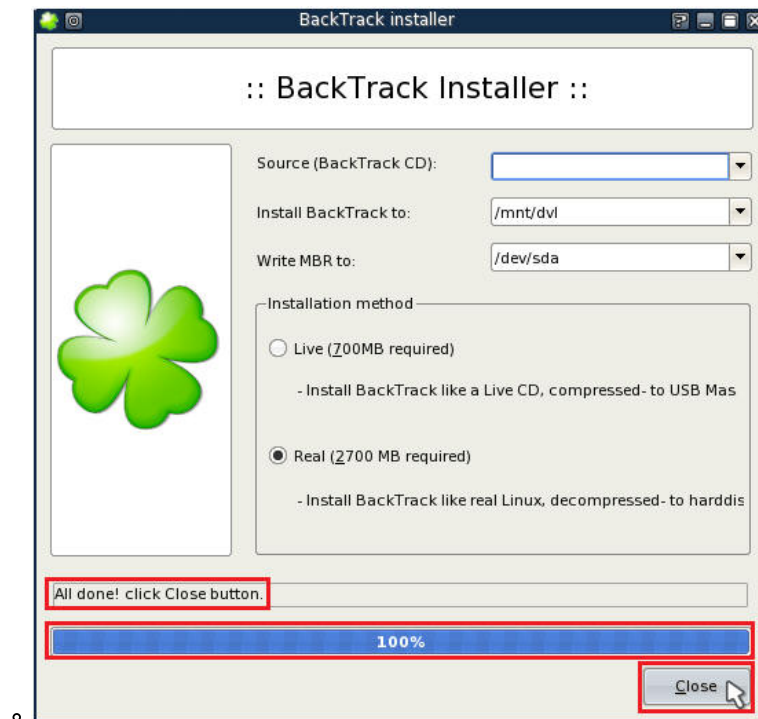 BackTrack installer
:: BackTrack Installer ::
Source (BackTrack CD):
Install BackTrack to: /mnt/dvl
Write MBR to: /dev/sda
Installation method
Live (700MB required)
- Install BackTrack like a Live CD, compressed- to USB Mas
Real (2700 MB required)
- Install BackTrack like real Linux, decompressed- to harddis
All done! click Close button.
100%
Close